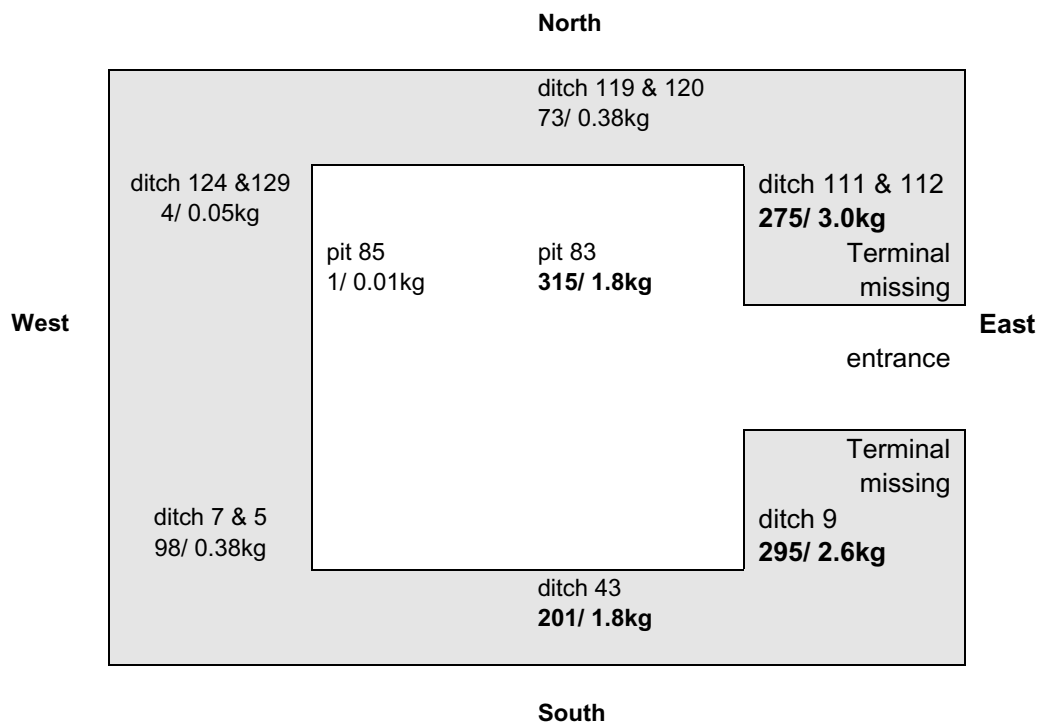 North
ditch 119 & 120
73/ 0.38kg
ditch 124 &129
4/ 0.05kg
ditch 111 & 112
275/ 3.0kg
Terminal
missing
pit 85
1/ 0.01kg
pit 83
315/ 1.8kg
West
East
entrance
Terminal
missing
ditch 7 & 5
98/ 0.38kg
ditch 9
295/ 2.6kg
ditch 43
201/ 1.8kg
South